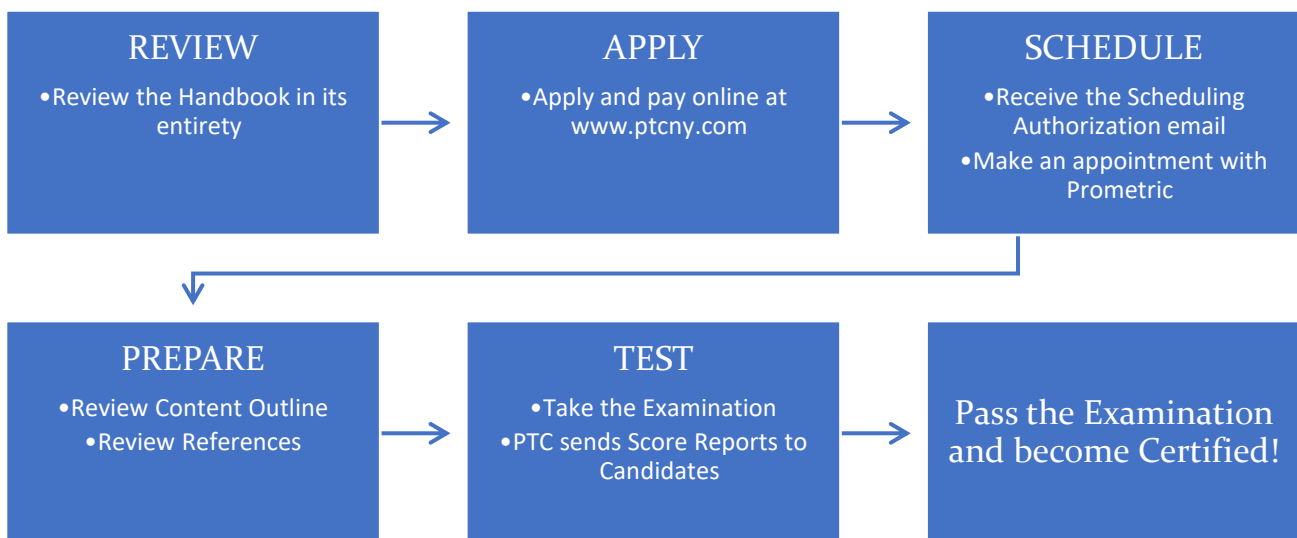 REVIEW
•Review the Handbook in its
entirety
APPLY
•Apply and pay online at
www.ptcny.com
SCHEDULE
•Receive the Scheduling
Authorization email
•Make an appointment with
Prometric
PREPARE
•Review Content Outline
•Review References
TEST
•Take the Examination
•PTC sends Score Reports to
Candidates
Pass the Examination
and become Certified!